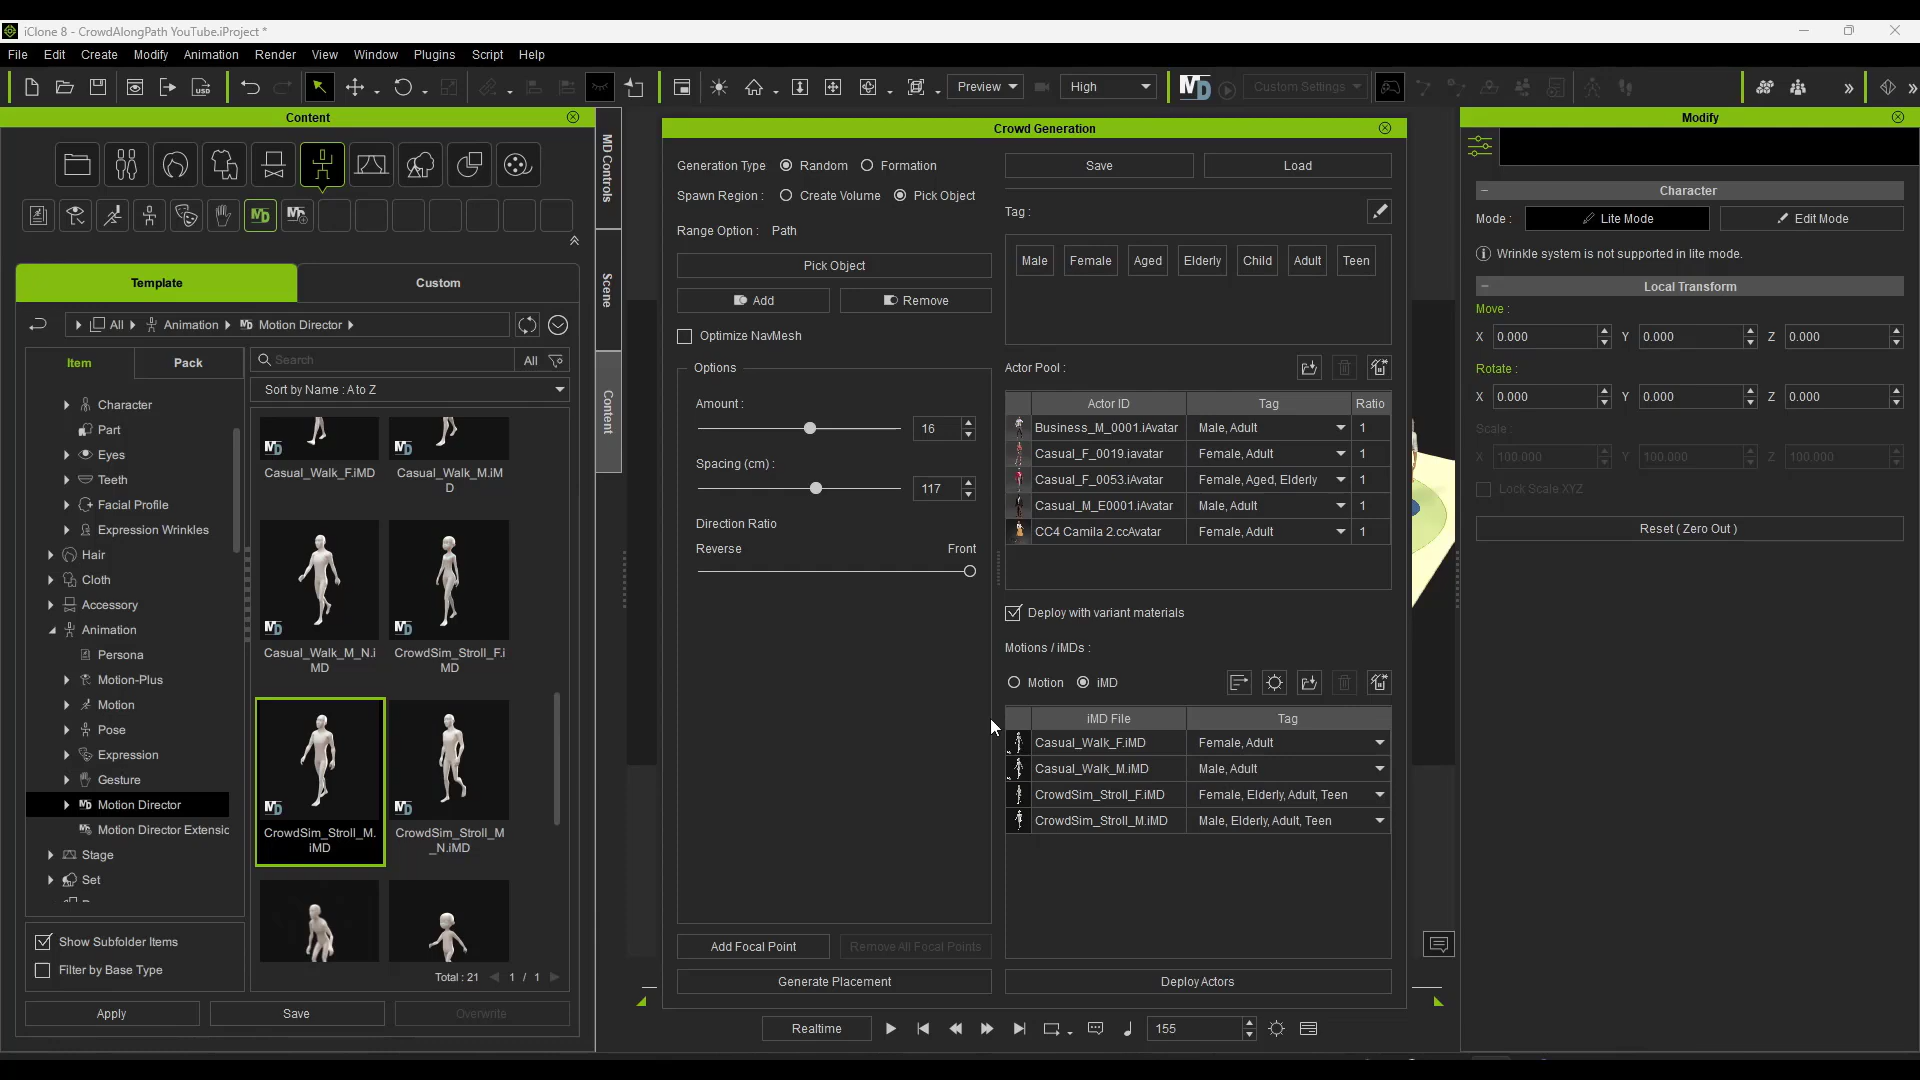 iClone 8 - CrowdAlongPath YouTube.iProject *
File Edit Create Modify Animation Render View Window Plugins Script Help
Preview High MD Custom Settings
Content
MD
Template Custom
All Animation MD Motion Director
Item Pack Search All
Sort by Name : A to Z
Character
Part
Eyes
Teeth
Facial Profile
Expression Wrinkles
Hair
Cloth
Accessory
Animation
Persona
Motion-Plus
Motion
Pose
Expression
Gesture
MD Motion Director
Motion Director Extensic
Stage
Set
MD Casual_Walk_F.iMD
MD Casual_Walk_M.iM
D
MD Casual_Walk_M_N.i
MD
MD CrowdSim_Stroll_F.i
MD
MD CrowdSim_Stroll_M.
iMD
MD CrowdSim_Stroll_M
_N.iMD
Show Subfolder Items
Filter by Base Type
Total : 21 1 / 1
Apply Save Overwrite
MD Controls
Scene
Content
Crowd Generation
Generation Type Random Formation
Spawn Region : Create Volume Pick Object
Range Option : Path
Pick Object
Add Remove
Optimize NavMesh
Options
Amount :
16
Spacing (cm) :
117
Direction Ratio
Reverse Front
Add Focal Point Remove All Focal Points
Generate Placement
Save Load
Tag :
Male Female Aged Elderly Child Adult Teen
Actor Pool :
Actor ID Tag Ratio
Business_M_0001.iAvatar Male, Adult 1
Casual_F_0019.iavatar Female, Adult 1
Casual_F_0053.iAvatar Female, Aged, Elderly 1
Casual_M_E0001.iAvatar Male, Adult 1
CC4 Camila 2.ccAvatar Female, Adult 1
Deploy with variant materials
Motions / iMDs :
Motion iMD
iMD File Tag
Casual_Walk_F.iMD Female, Adult
Casual_Walk_M.iMD Male, Adult
CrowdSim_Stroll_F.iMD Female, Elderly, Adult, Teen
CrowdSim_Stroll_M.iMD Male, Elderly, Adult, Teen
Deploy Actors
Realtime 155
Modify
Character
Mode : Lite Mode Edit Mode
Wrinkle system is not supported in lite mode.
Local Transform
Move :
X 0.000 Y 0.000 Z 0.000
Rotate :
X 0.000 Y 0.000 Z 0.000
Scale :
X 100.000 Y 100.000 Z 100.000
Lock Scale XYZ
Reset ( Zero Out )